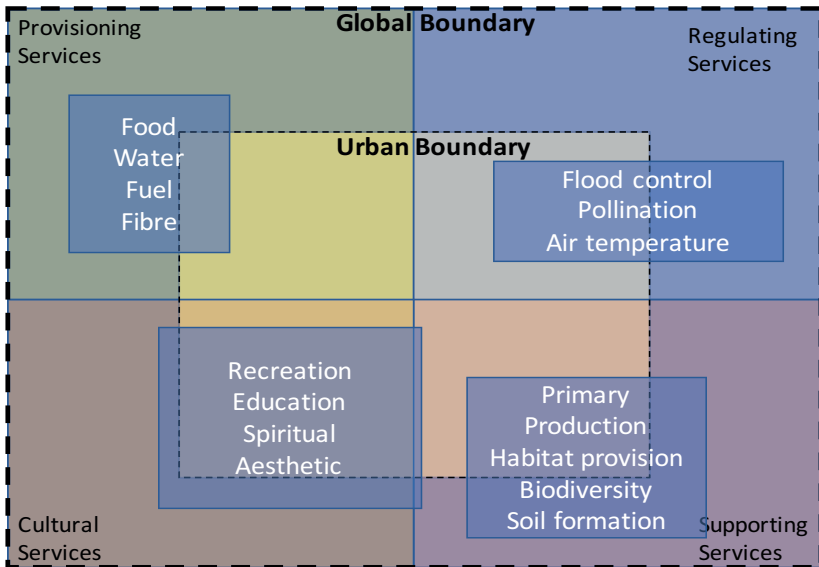 Provisioning
Services
Global Boundary
Regulating
Services
Food
Water
Fuel
Fibre
Urban Boundary
Flood control
Pollination
Air temperature
Recreation
Education
Spiritual
Aesthetic
Primary
Production
Habitat provision
Biodiversity
Soil formation
Cultural
Services
Supporting
Services